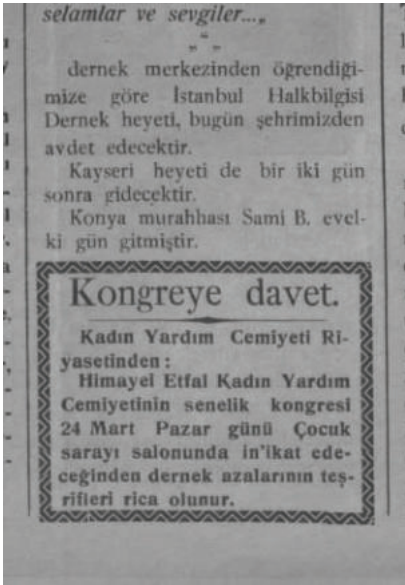 selamlar ve sevgiler...„
„ “ „
dernek merkezinden öğrendiği-
mize göre İstanbul Halkbilgisi
Dernek heyeti, bugün şehrimizden
avdet edecektir.
Kayseri heyeti de bir iki gün
sonra gidecektir.
Konya murahhası Sami B. evel-
ki gün gitmiştir.
Kongreye davet.
Kadın Yardım Cemiyeti Ri-
yasetinden :
Himayei Etfal Kadın Yardım
Cemiyetinin senelik kongresi
24 Mart Pazar günü Çocuk
sarayı salonunda in'ikat ede-
ceğinden dernek azalarının teş-
rifleri rica olunur.